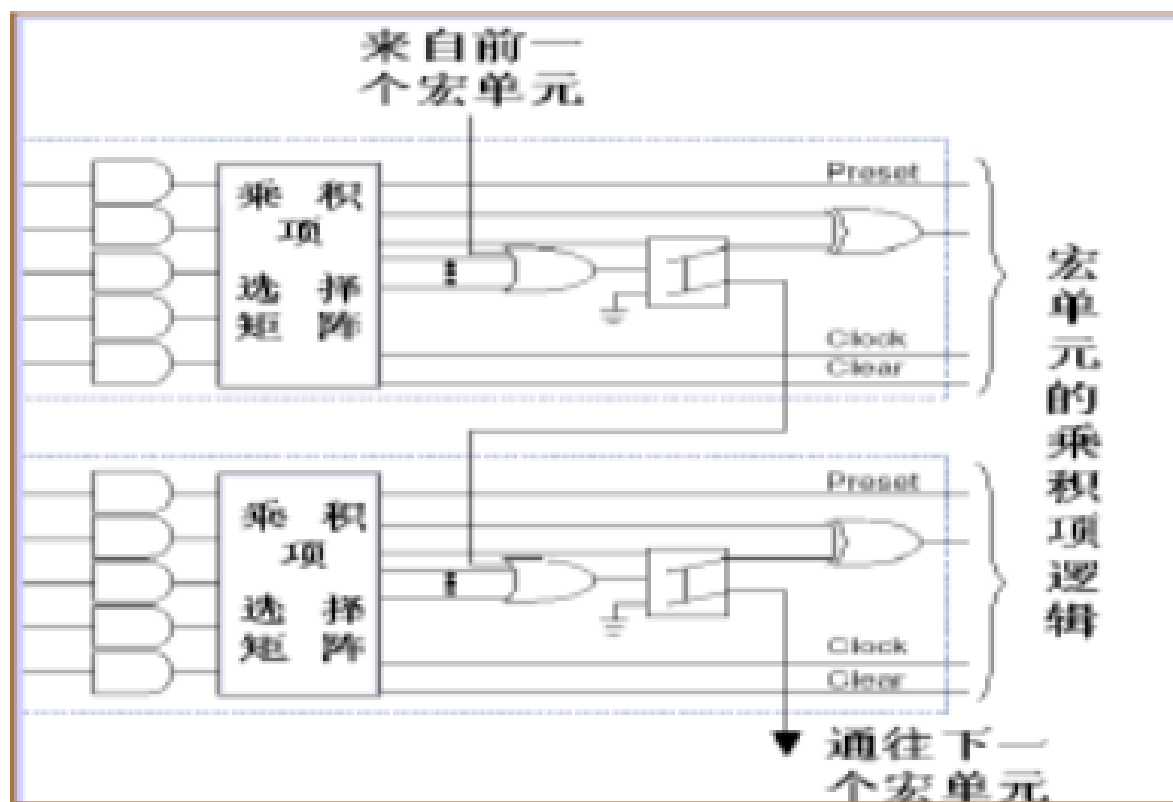 来自前一
个宏单元
乘积
项
选择
矩阵
Preset
Clock
Clear
乘积
项
选择
矩阵
Preset
Clock
Clear
宏单元的乘积项逻辑
通往下一
个宏单元